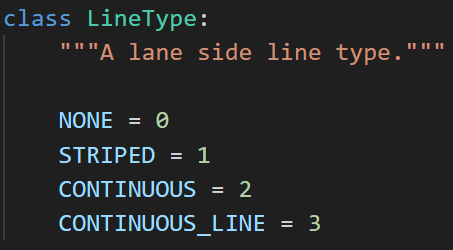 class LineType:
    """A lane side line type."""

    NONE = 0
    STRIPED = 1
    CONTINUOUS = 2
    CONTINUOUS_LINE = 3